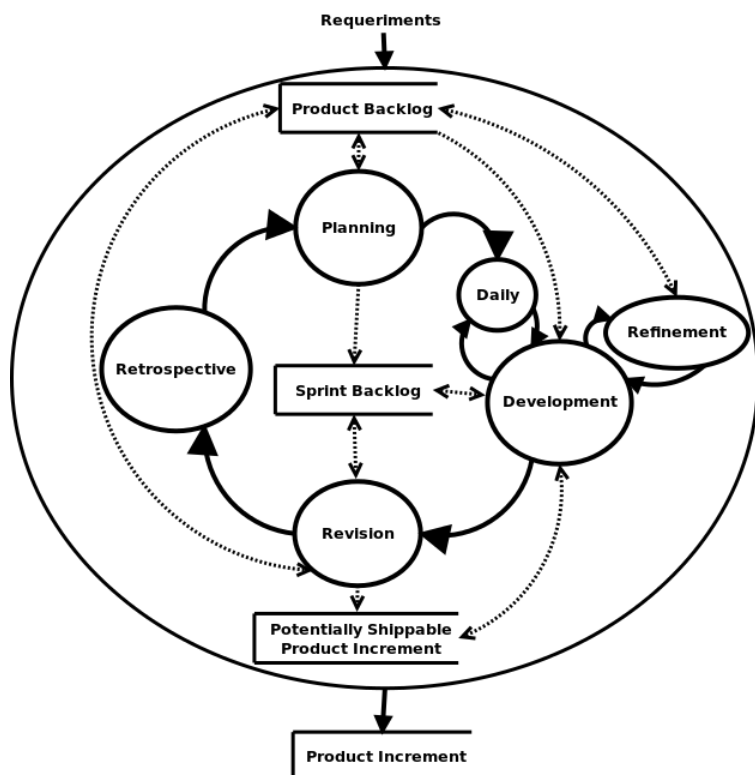 Requeriments
Product Backlog
Planning
Daily
Refinement
Retrospective
Sprint Backlog
Development
Revision
Potentially Shippable
Product Increment
Product Increment